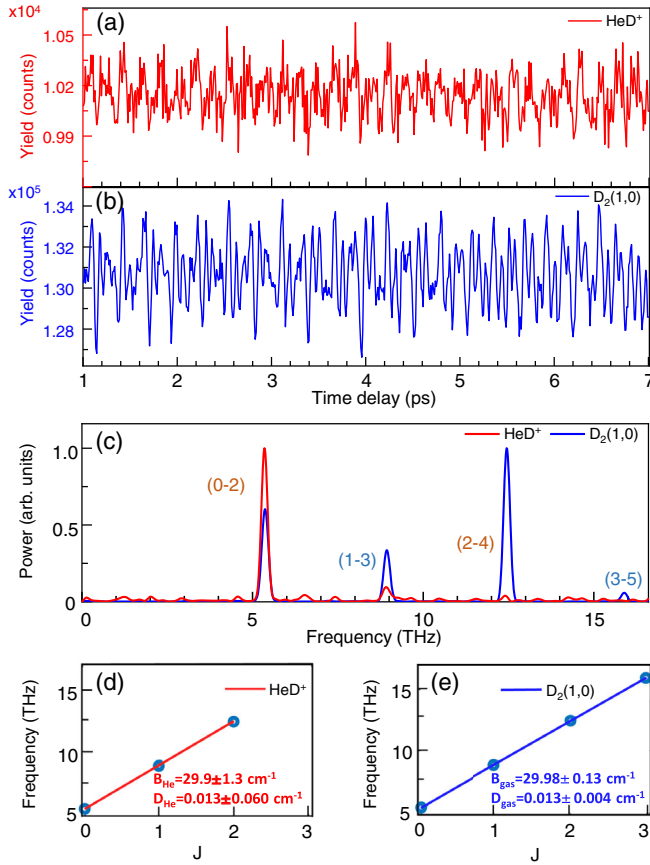 x10⁴
(a)
HeD⁺
1.05
1.02
0.99
Yield (counts)
x10⁵
(b)
D₂(1,0)
1.34
1.32
1.30
1.28
Yield (counts)
1 2 3 4 5 6 7
Time delay (ps)
(c)
HeD⁺ D₂(1,0)
1.0
0.5
0
Power (arb. units)
(0-2)
(1-3)
(2-4)
(3-5)
0 5 10 15
Frequency (THz)
(d)
HeD⁺
15
10
5
Frequency (THz)
B_He=29.9±1.3 cm⁻¹
D_He=0.013±0.060 cm⁻¹
0 1 2 3
J
(e)
D₂(1,0)
15
10
5
Frequency (THz)
B_gas=29.98± 0.13 cm⁻¹
D_gas=0.013± 0.004 cm⁻¹
0 1 2 3
J